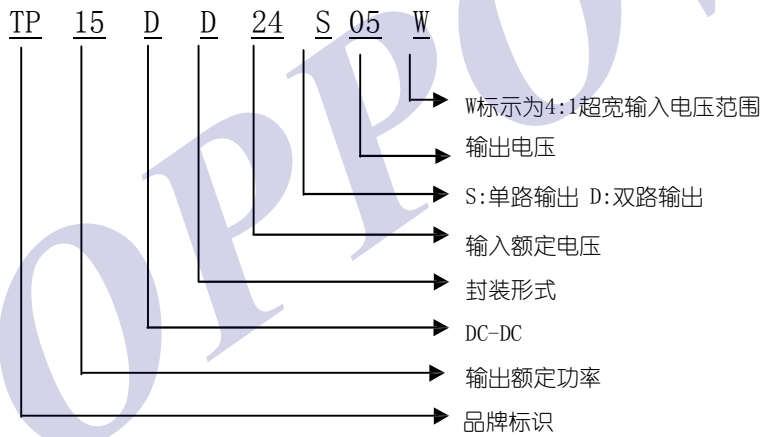 TP 15 D D 24 S 05 W
W标示为4:1超宽输入电压范围
输出电压
S:单路输出 D:双路输出
输入额定电压
封装形式
DC-DC
输出额定功率
品牌标识